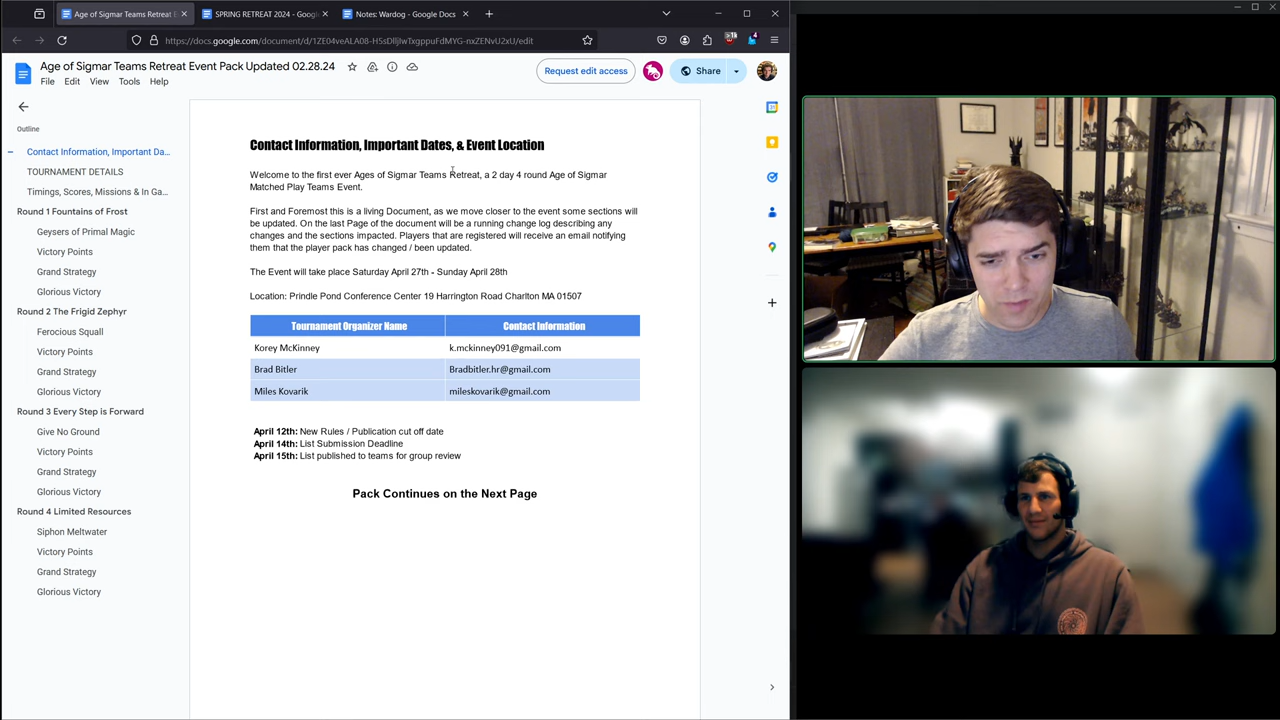 Age of Sigmar Teams Retreat E
SPRING RETREAT 2024 - Google
Notes: Wardog - Google Docs
https://docs.google.com/document/d/1ZE04veALA08-H5sDlljIwTxgppuFdMYG-nxZENvU2xU/edit
Age of Sigmar Teams Retreat Event Pack Updated 02.28.24
File Edit View Tools Help
Request edit access
Share
Outline
Contact Information, Important Da...
TOURNAMENT DETAILS
Timings, Scores, Missions & In Ga...
Round 1 Fountains of Frost
Geysers of Primal Magic
Victory Points
Grand Strategy
Glorious Victory
Round 2 The Frigid Zephyr
Ferocious Squall
Victory Points
Grand Strategy
Glorious Victory
Round 3 Every Step is Forward
Give No Ground
Victory Points
Grand Strategy
Glorious Victory
Round 4 Limited Resources
Siphon Meltwater
Victory Points
Grand Strategy
Glorious Victory
Contact Information, Important Dates, & Event Location
Welcome to the first ever Ages of Sigmar Teams Retreat, a 2 day 4 round Age of Sigmar
Matched Play Teams Event.
First and Foremost this is a living Document, as we move closer to the event some sections will
be updated. On the last Page of the document will be a running change log describing any
changes and the sections impacted. Players that are registered will receive an email notifying
them that the player pack has changed / been updated.
The Event will take place Saturday April 27th - Sunday April 28th
Location: Prindle Pond Conference Center 19 Harrington Road Charlton MA 01507
Tournament Organizer Name Contact Information
Korey McKinney k.mckinney091@gmail.com
Brad Bitler Bradbitler.hr@gmail.com
Miles Kovarik mileskovarik@gmail.com
April 12th: New Rules / Publication cut off date
April 14th: List Submission Deadline
April 15th: List published to teams for group review
Pack Continues on the Next Page